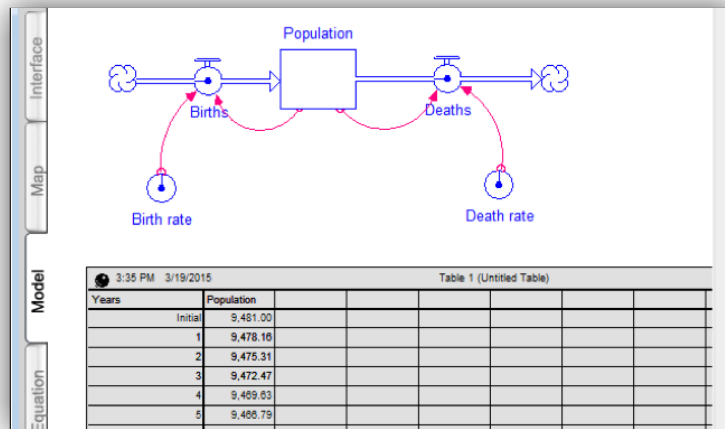 Interface
Map
Model
Equation
Population
Births
Deaths
Birth rate
Death rate
3:35 PM 3/19/2015 Table 1 (Untitled Table)
Years Population
Initial 9,481.00
1 9,478.16
2 9,475.31
3 9,472.47
4 9,469.63
5 9,466.79